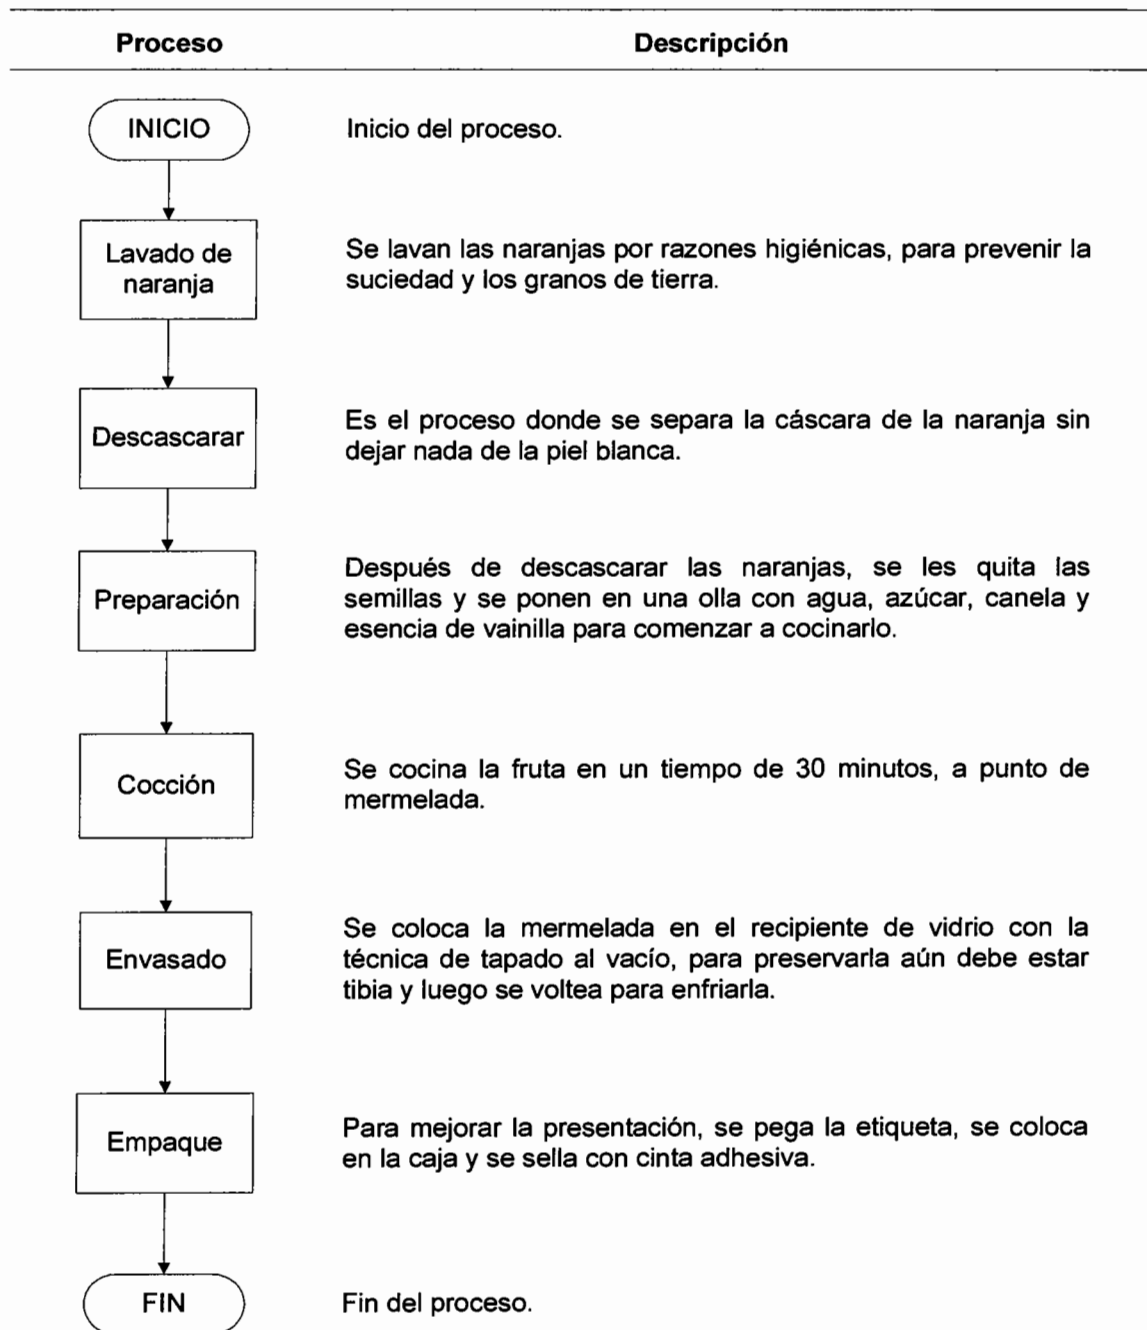 Proceso Descripción
INICIO Inicio del proceso.
Lavado de
naranja
Se lavan las naranjas por razones higiénicas, para prevenir la
suciedad y los granos de tierra.
Descascarar
Es el proceso donde se separa la cáscara de la naranja sin
dejar nada de la piel blanca.
Preparación
Después de descascarar las naranjas, se les quita las
semillas y se ponen en una olla con agua, azúcar, canela y
esencia de vainilla para comenzar a cocinarlo.
Cocción
Se cocina la fruta en un tiempo de 30 minutos, a punto de
mermelada.
Envasado
Se coloca la mermelada en el recipiente de vidrio con la
técnica de tapado al vacío, para preservarla aún debe estar
tibia y luego se voltea para enfriarla.
Empaque
Para mejorar la presentación, se pega la etiqueta, se coloca
en la caja y se sella con cinta adhesiva.
FIN Fin del proceso.